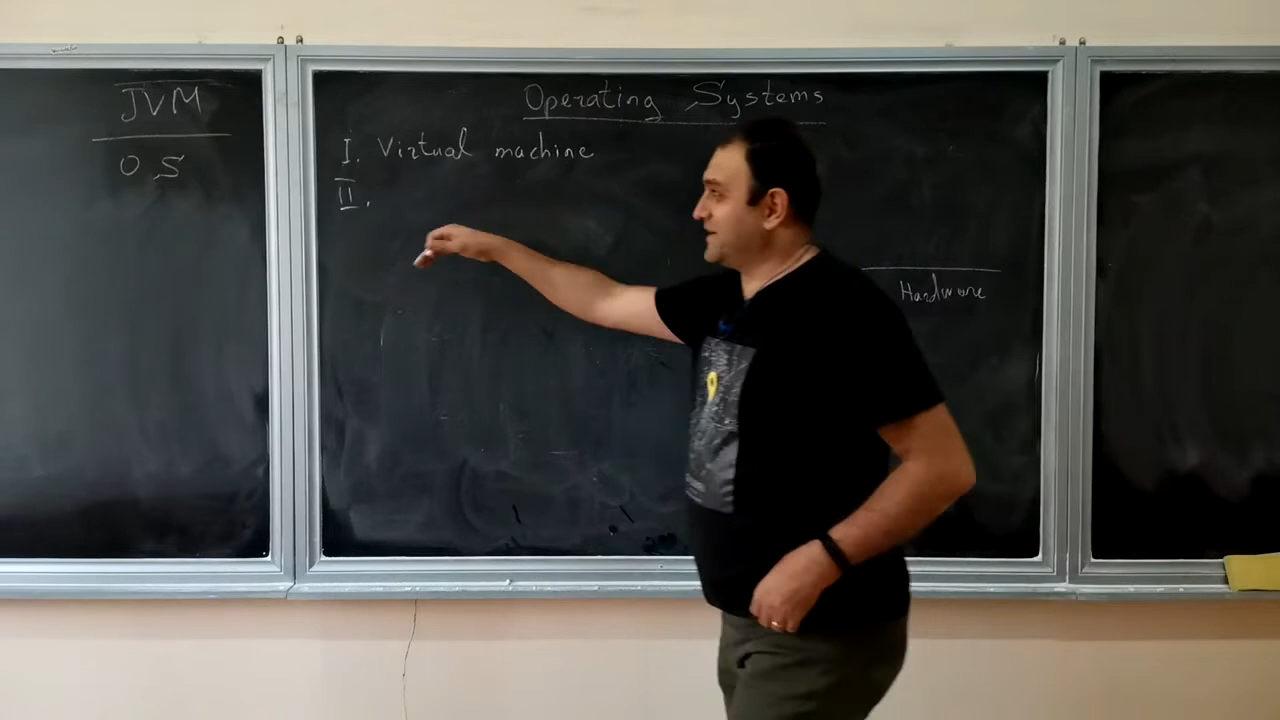 JVM
OS
Operating Systems
I. Virtual machine
II.
Hardware